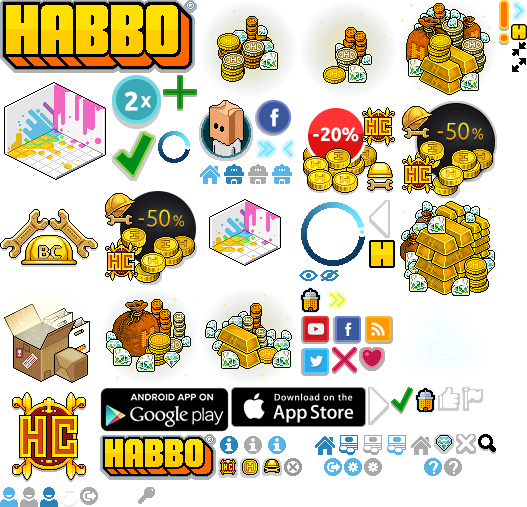 HABBO®
2x
-20%
HC
-50%
HC
BC
-50%
HC
H
H
HC
ANDROID APP ON
Google play
Download on the
App Store
HABBO®